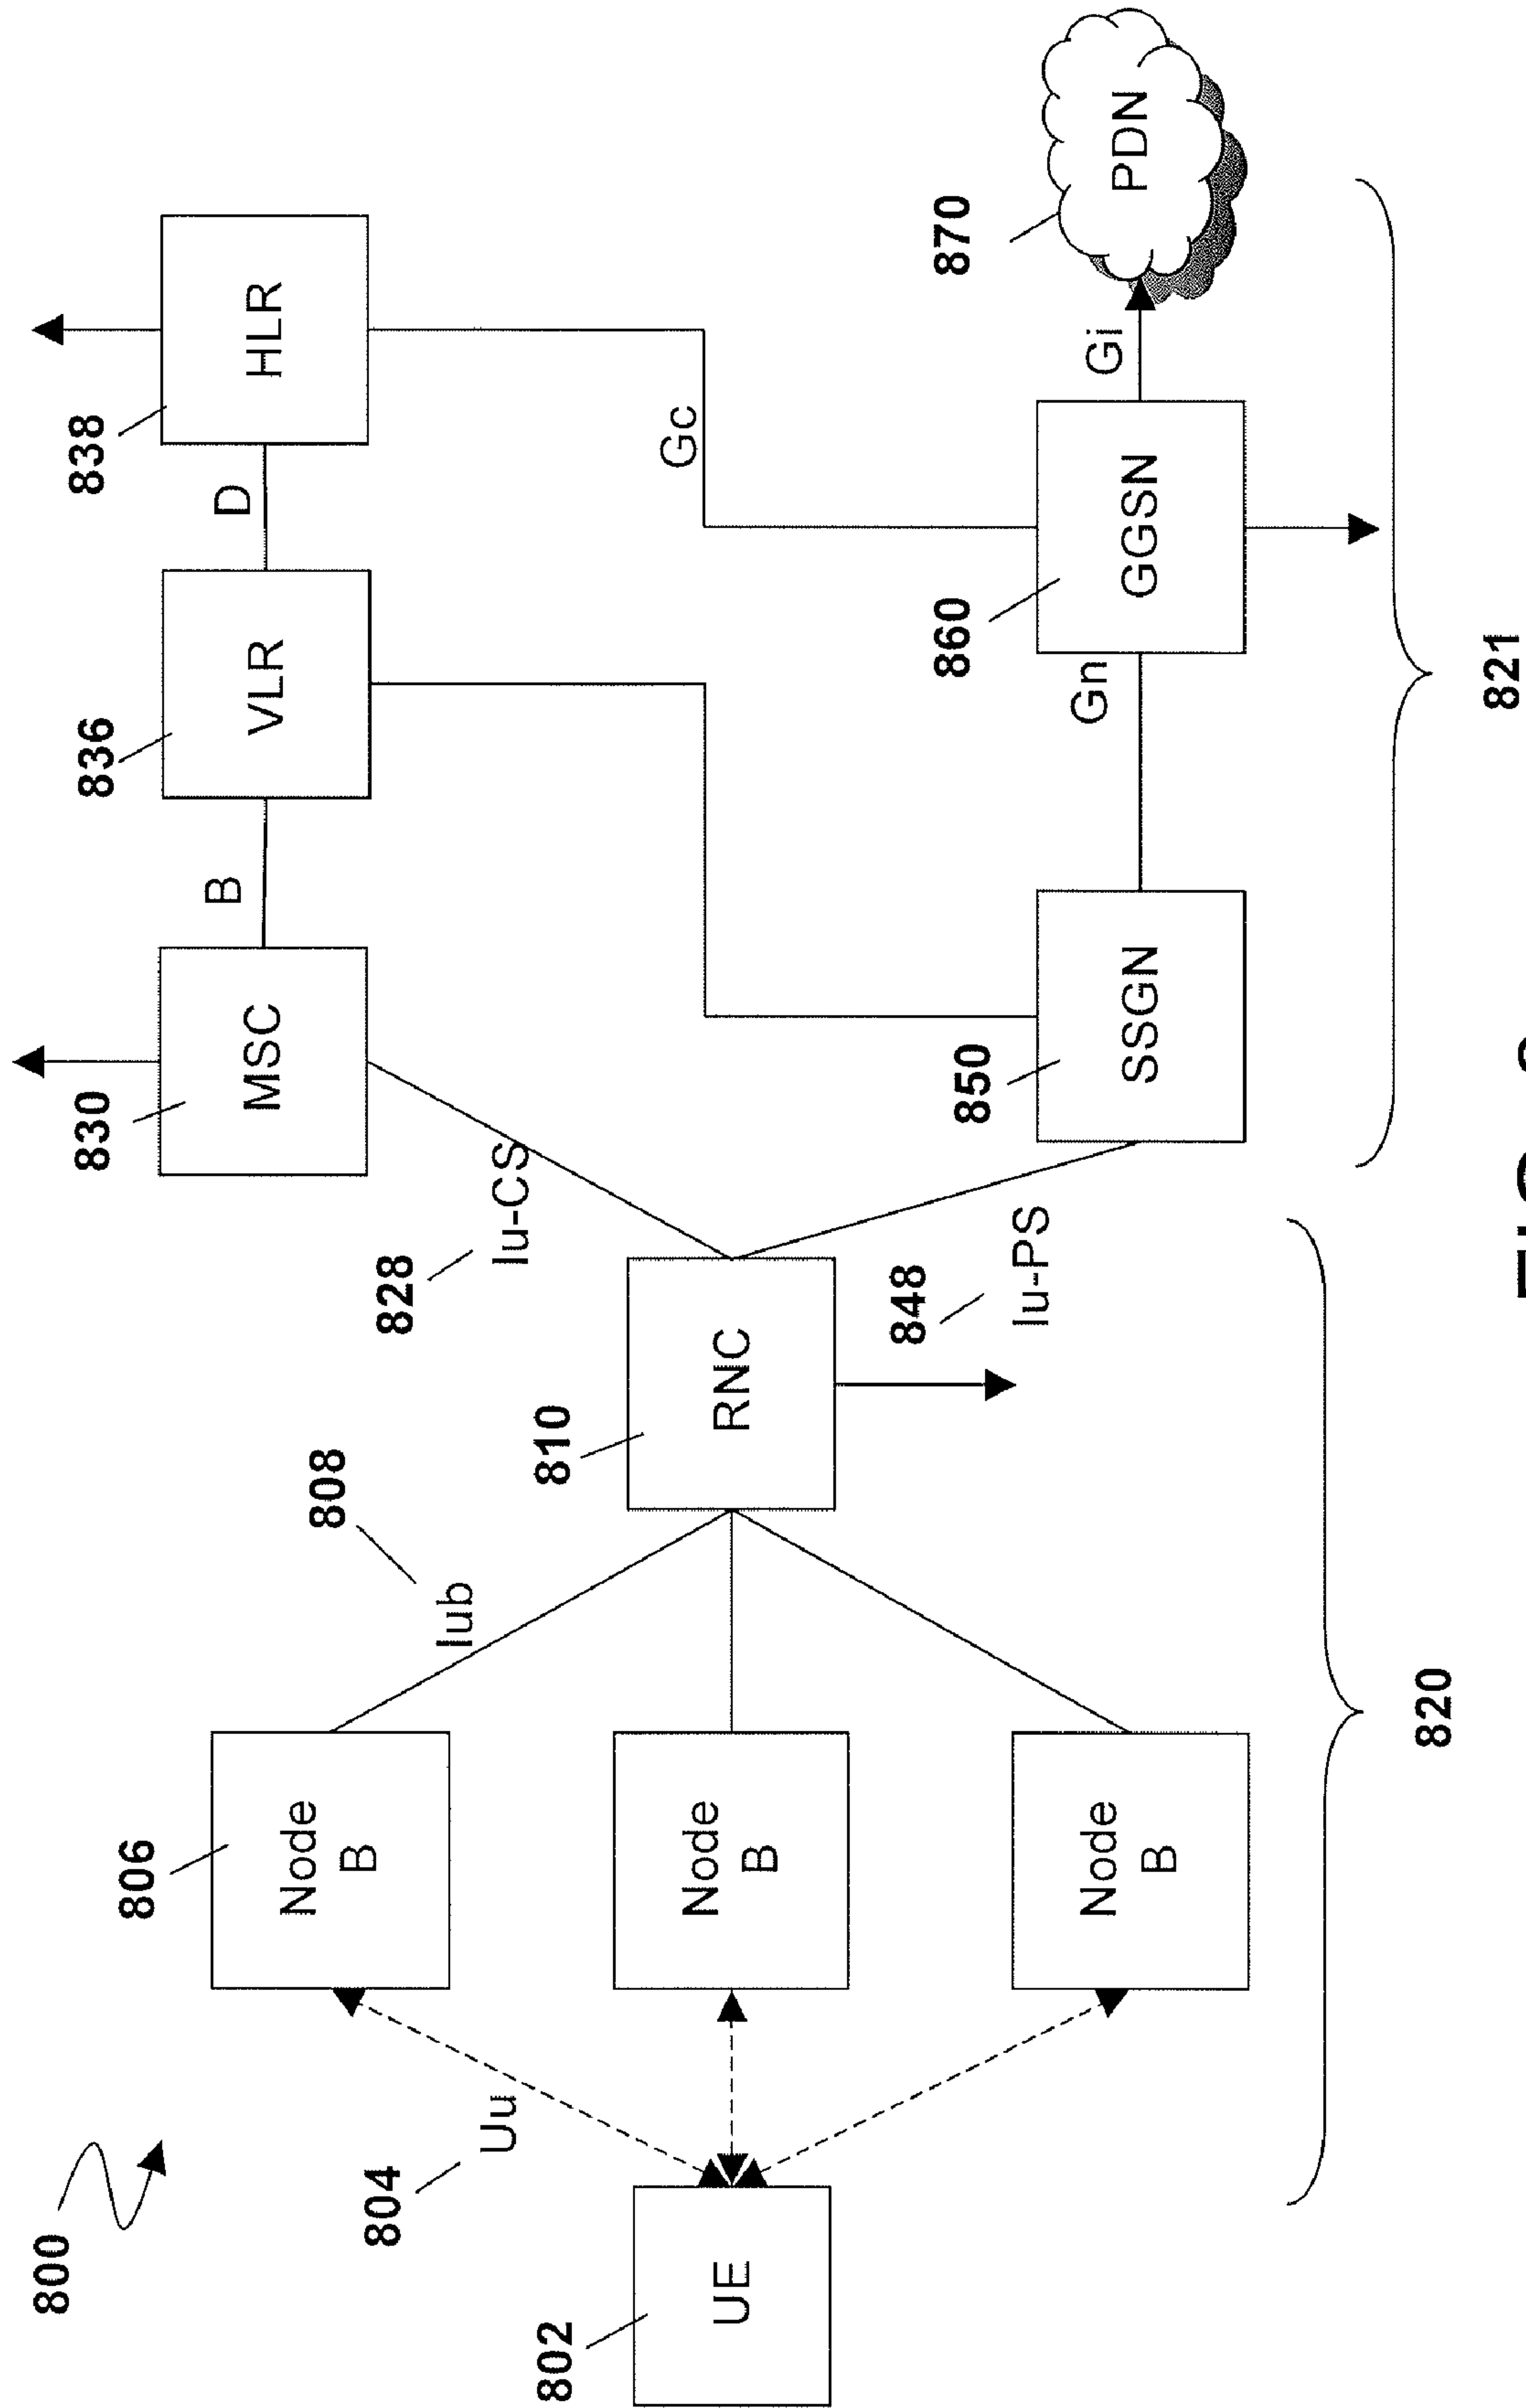 800
830
836
838
806
B
D
MSC
VLR
HLR
Node
B
808
804
828
Iub
Uu
Iu-CS
802
810
Gc
UE
Node
B
RNC
848
850
860
870
Iu-PS
Gn
Gi
Node
B
SSGN
GGSN
PDN
820
821